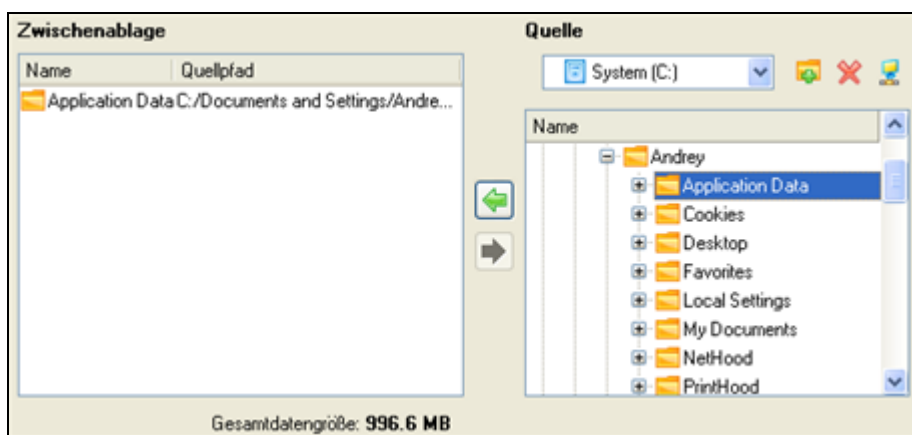 Zwischenablage
Name Quellpfad
Application Data C:/Documents and Settings/Andre...
Gesamtdatengröße: 996.6 MB
Quelle
System (C:)
Name
Andrey
Application Data
Cookies
Desktop
Favorites
Local Settings
My Documents
NetHood
PrintHood